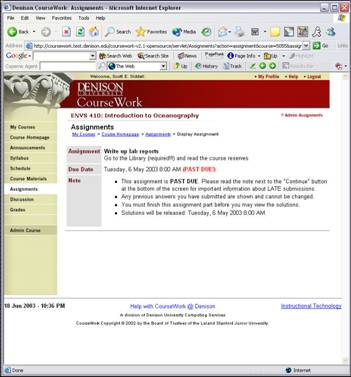 Denison CourseWork: Assignments - Microsoft Internet Explorer
File Edit View Favorites Tools Help
Back Search Favorites Media
Address http://coursework.test.denison.edu/coursework-v2.1-opensource/servlet/Assignments?action=assignment&course=5055&assign Go Links
Google Search Web Search Site News PageRank Page Info Up
Copernic Agent The Web Up History Track
Welcome, Scott E. Siddall. My Profile Help Logout
DENISON
UNIVERSITY
COURSEWORK
ENVS 410: Introduction to Oceanography
Admin Assignments
Assignments
My Courses > Course Homepage > Assignments > Display Assignment
My Courses
Course Homepage
Announcements
Syllabus
Schedule
Course Materials
Assignments
Discussion
Grades
Admin Course
Assignment Write up lab reports
Go to the Library (required!!!) and read the course reserves
Due Date Tuesday, 6 May 2003 8:00 AM (PAST DUE)
Note • This assignment is PAST DUE. Please read the note next to the "Continue" button
at the bottom of the screen for important information about LATE submissions.
• Any previous answers you have submitted are shown and cannot be changed.
• You must finish this assignment part before you may view the solutions.
• Solutions will be released: Tuesday, 6 May 2003 8:00 AM
18 Jun 2003 - 10:36 PM Help with CourseWork @ Denison Instructional Technology
A division of Denison University Computing Services
CourseWork Copyright © 2002 by the Board of Trustees of the Leland Stanford Junior University.
Done Internet